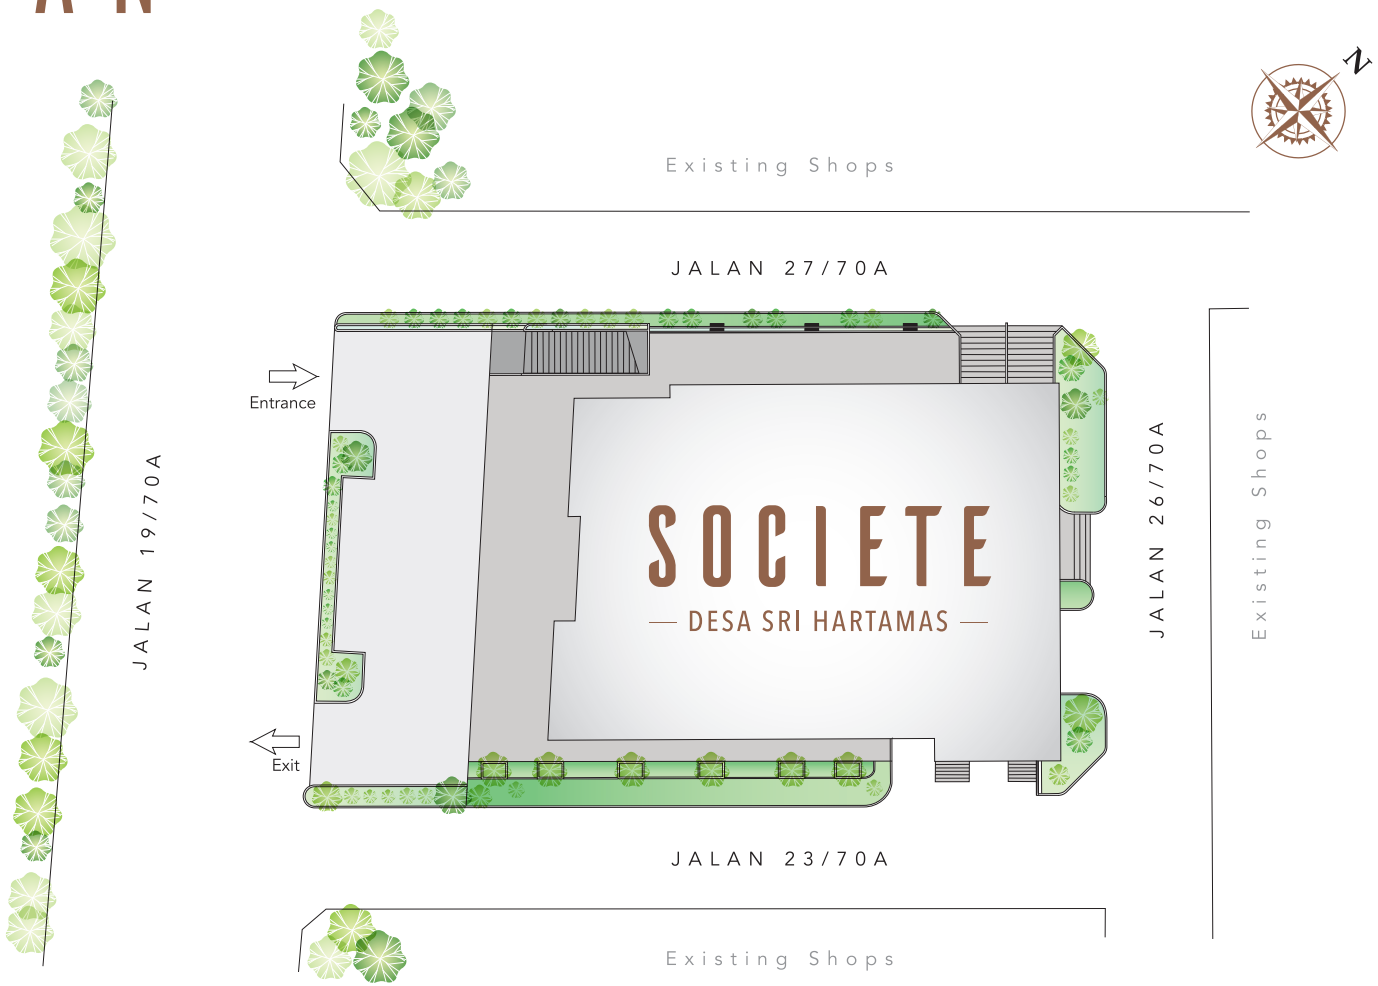 A N
N
Existing Shops
JALAN 27/70A
Entrance
JALAN 19/70A
SOCIETE
DESA SRI HARTAMAS
JALAN 26/70A
Existing Shops
Exit
JALAN 23/70A
Existing Shops